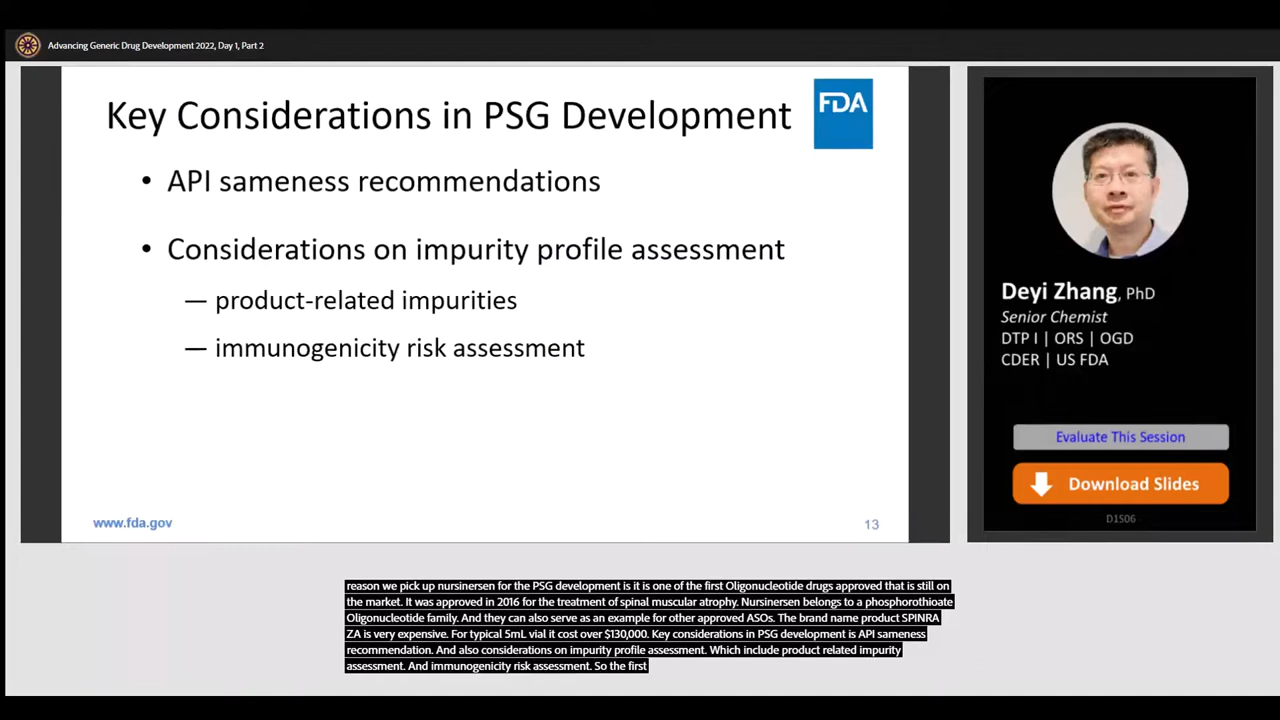 Advancing Generic Drug Development 2022, Day 1, Part 2
Key Considerations in PSG Development
FDA
• API sameness recommendations
• Considerations on impurity profile assessment
— product-related impurities
— immunogenicity risk assessment
www.fda.gov
13
Deyi Zhang, PhD
Senior Chemist
DTP I | ORS | OGD
CDER | US FDA
Evaluate This Session
Download Slides
D1S06
reason we pick up nursinersen for the PSG development is it is one of the first Oligonucleotide drugs approved that is still on
the market. It was approved in 2016 for the treatment of spinal muscular atrophy. Nursinersen belongs to a phosphorothioate
Oligonucleotide family. And they can also serve as an example for other approved ASOs. The brand name product SPINRA
ZA is very expensive. For typical 5mL vial it cost over $130,000. Key considerations in PSG development is API sameness
recommendation. And also considerations on impurity profile assessment. Which include product related impurity
assessment. And immunogenicity risk assessment. So the first